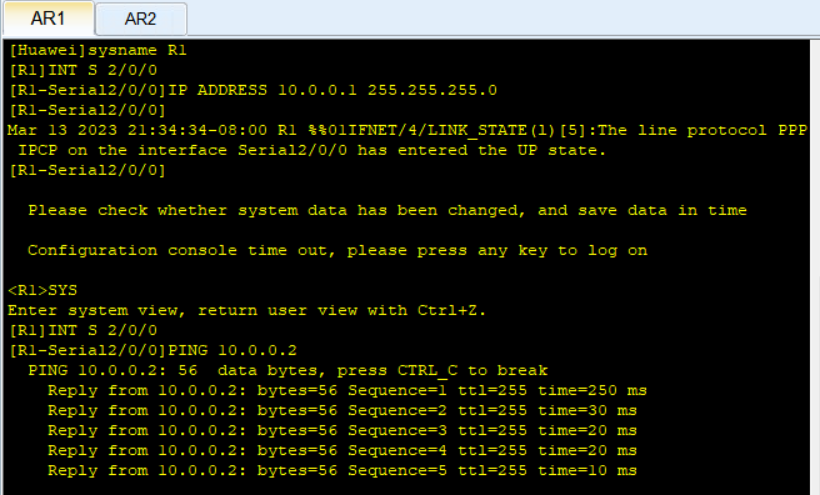 AR1 AR2
[Huawei]sysname R1
[R1]INT S 2/0/0
[R1-Serial2/0/0]IP ADDRESS 10.0.0.1 255.255.255.0
[R1-Serial2/0/0]
Mar 13 2023 21:34:34-08:00 R1 %%01IFNET/4/LINK_STATE(l)[5]:The line protocol PPP
IPCP on the interface Serial2/0/0 has entered the UP state.
[R1-Serial2/0/0]
Please check whether system data has been changed, and save data in time
Configuration console time out, please press any key to log on
<R1>SYS
Enter system view, return user view with Ctrl+Z.
[R1]INT S 2/0/0
[R1-Serial2/0/0]PING 10.0.0.2
PING 10.0.0.2: 56  data bytes, press CTRL_C to break
Reply from 10.0.0.2: bytes=56 Sequence=1 ttl=255 time=250 ms
Reply from 10.0.0.2: bytes=56 Sequence=2 ttl=255 time=30 ms
Reply from 10.0.0.2: bytes=56 Sequence=3 ttl=255 time=20 ms
Reply from 10.0.0.2: bytes=56 Sequence=4 ttl=255 time=20 ms
Reply from 10.0.0.2: bytes=56 Sequence=5 ttl=255 time=10 ms